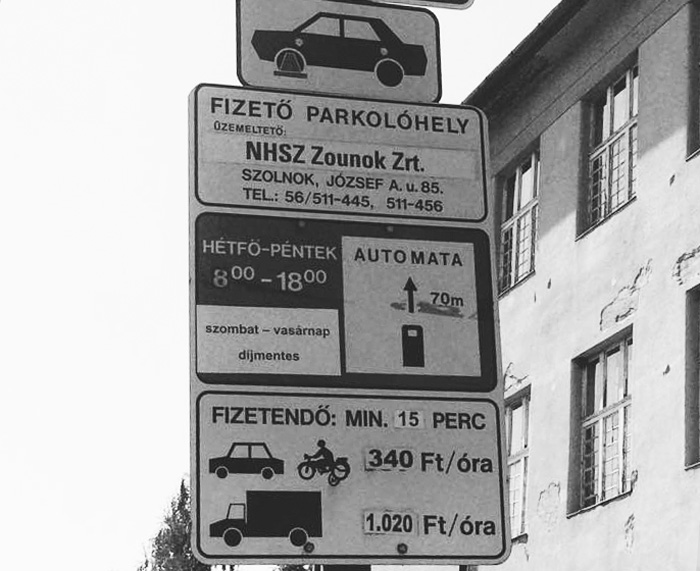 FIZETŐ PARKOLÓHELY
ÜZEMELTETŐ:
NHSZ Zounok Zrt.
SZOLNOK, JÓZSEF A. u. 85.
TEL.: 56/511-445, 511-456
HÉTFŐ-PÉNTEK
8⁰⁰ - 18⁰⁰
szombat – vasárnap
díjmentes
AUTOMATA
70m
FIZETENDŐ: MIN. 15 PERC
340 Ft/óra
1.020 Ft/óra